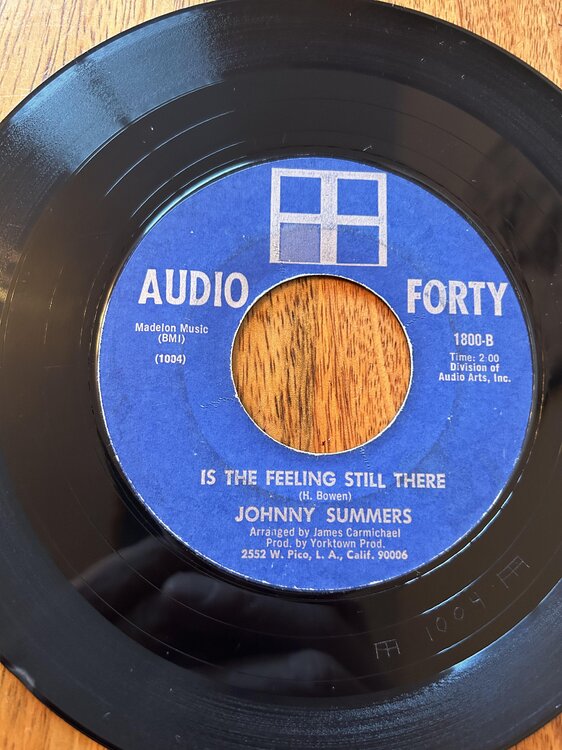 AUDIO FORTY
Madelon Music
(BMI)
(1004)
1800-B
Time: 2:00
Division of
Audio Arts, Inc.
IS THE FEELING STILL THERE
(H. Bowen)
JOHNNY SUMMERS
Arranged by James Carmichael
Prod. by Yorktown Prod.
2552 W. Pico, L. A., Calif. 90006
1004